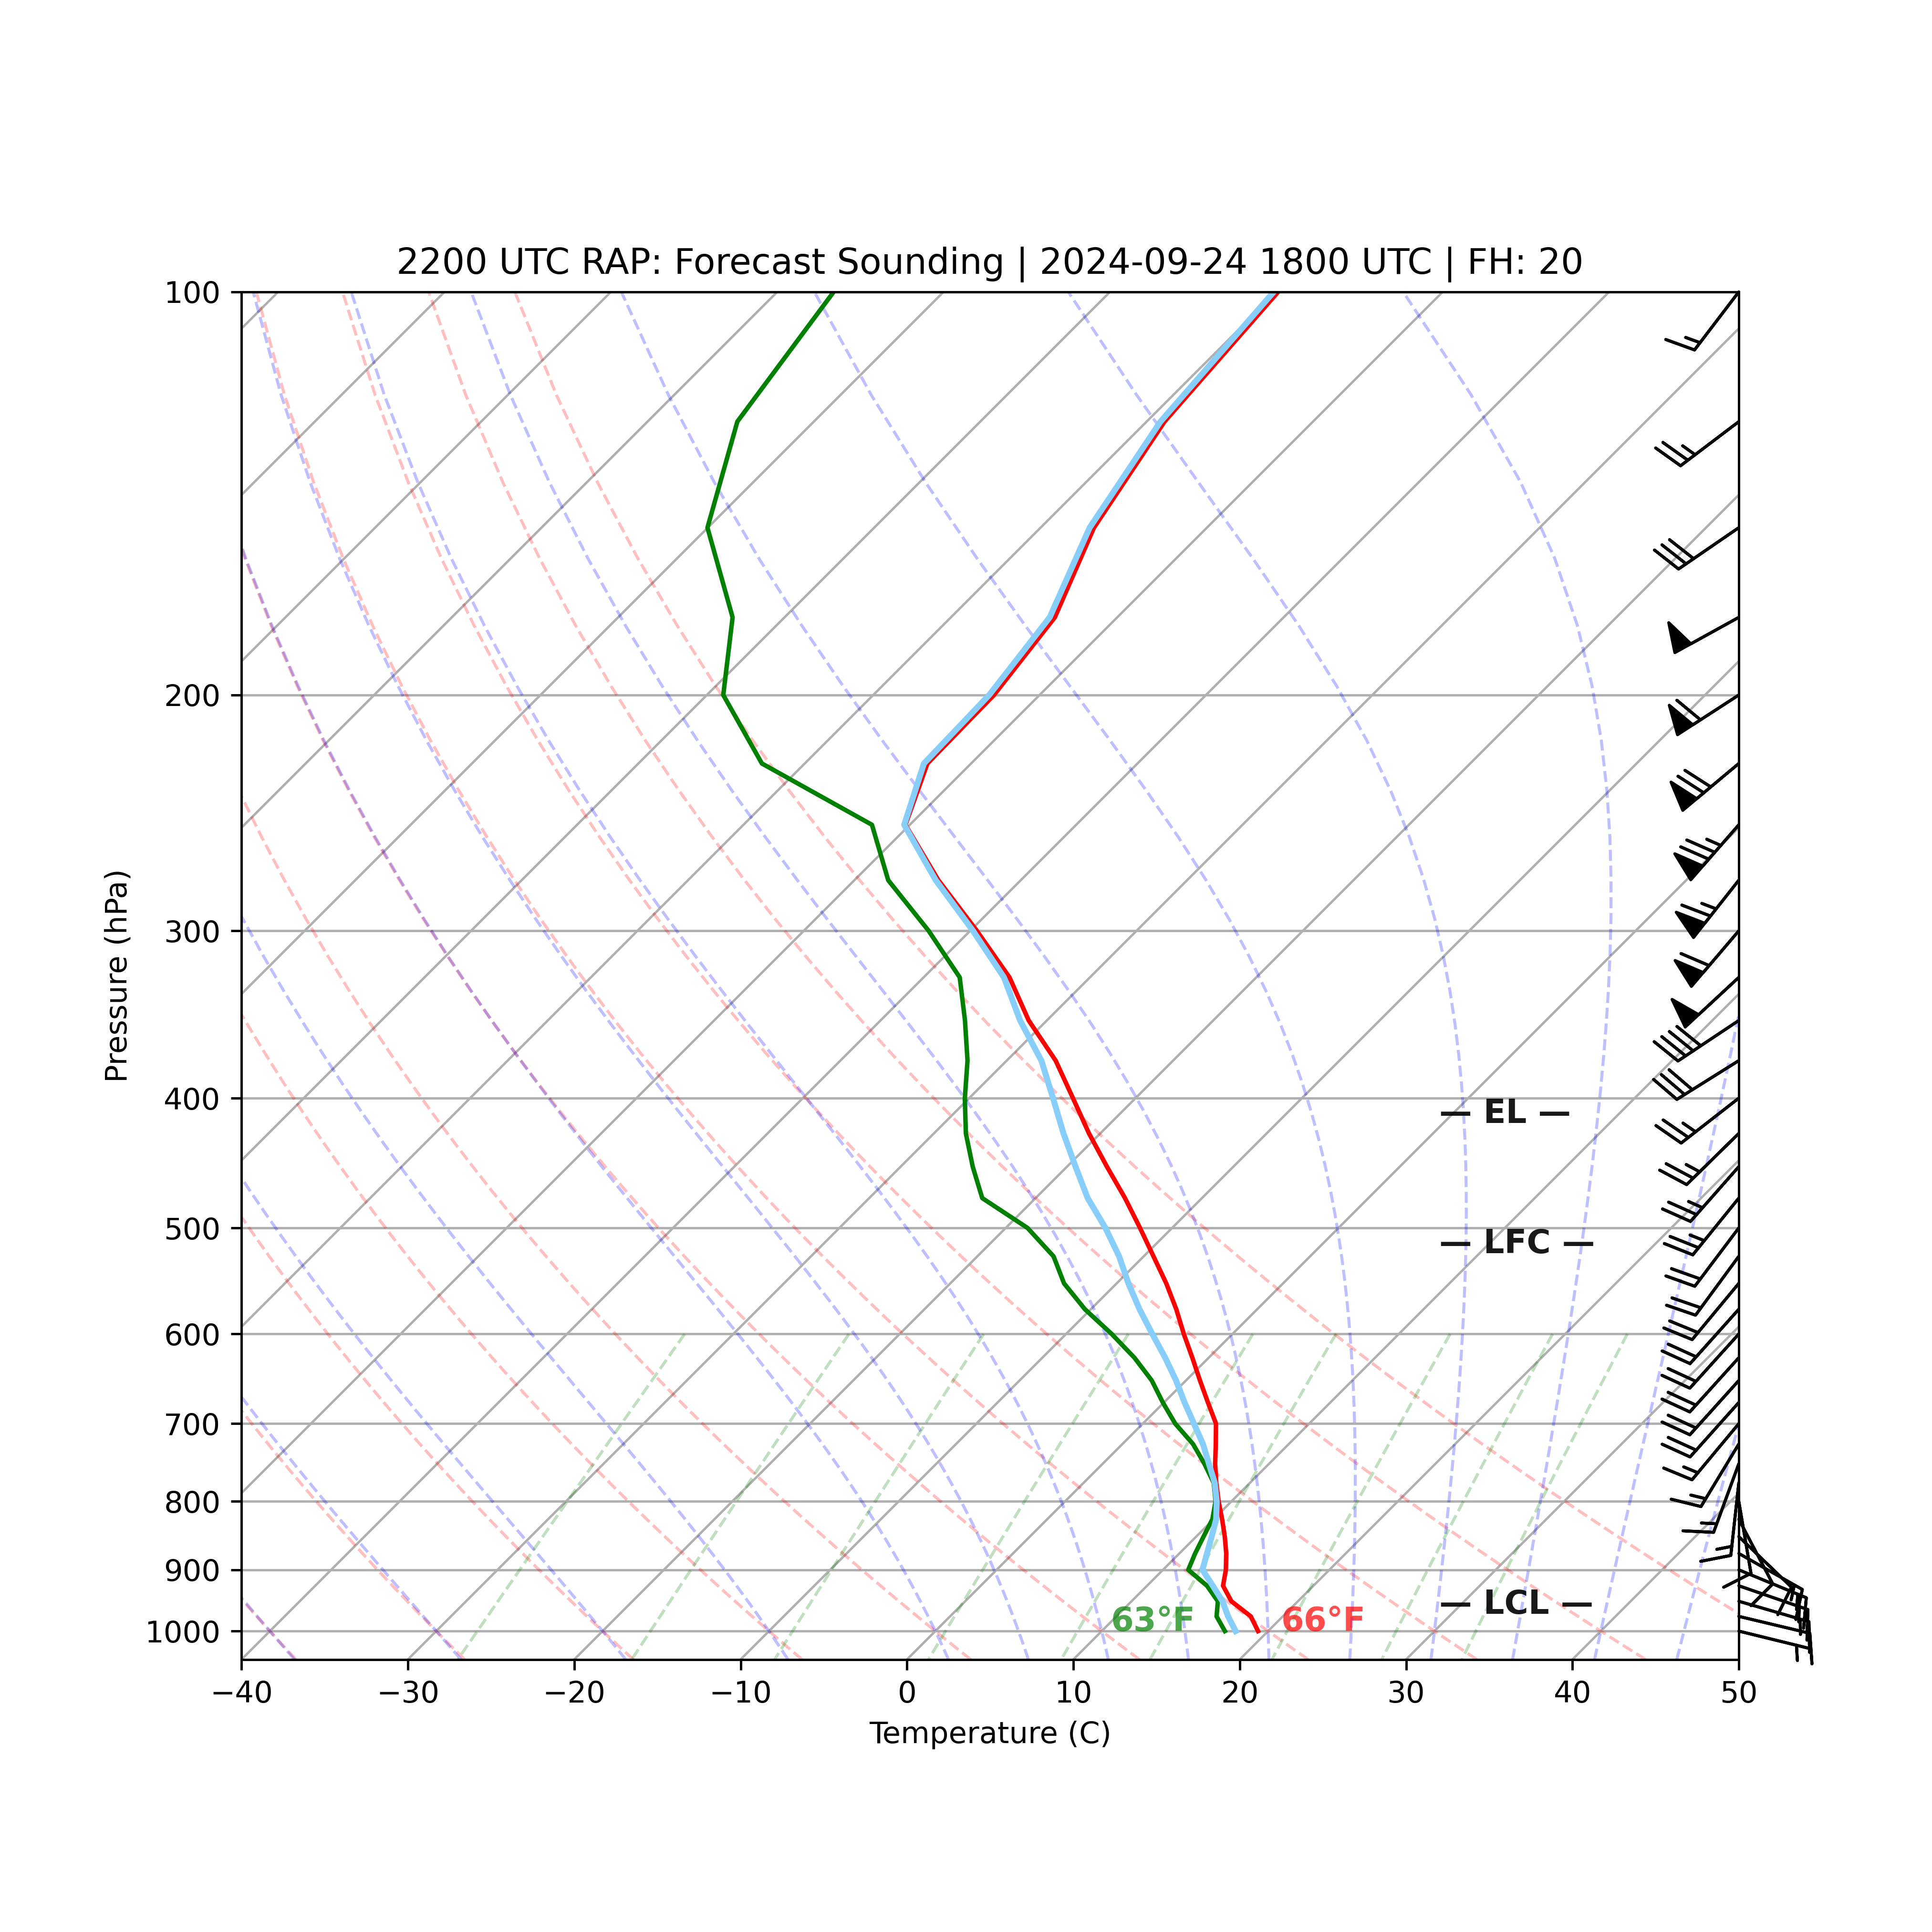 2200 UTC RAP: Forecast Sounding | 2024-09-24 1800 UTC | FH: 20
100
200
300
400
500
600
700
800
900
1000
Pressure (hPa)
— EL —
— LFC —
— LCL —
63°F 66°F
−40 −30 −20 −10 0 10 20 30 40 50
Temperature (C)